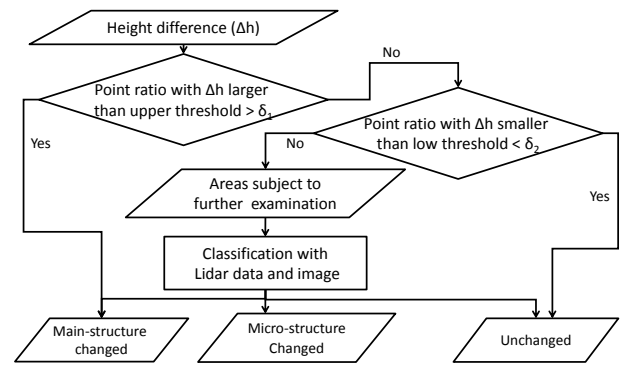 Height difference (Δh)
No
Point ratio with Δh larger
than upper threshold > δ1
Point ratio with Δh smaller
than low threshold < δ2
Yes
No
Areas subject to
further examination
Yes
Classification with
Lidar data and image
Main-structure
changed
Micro-structure
Changed
Unchanged